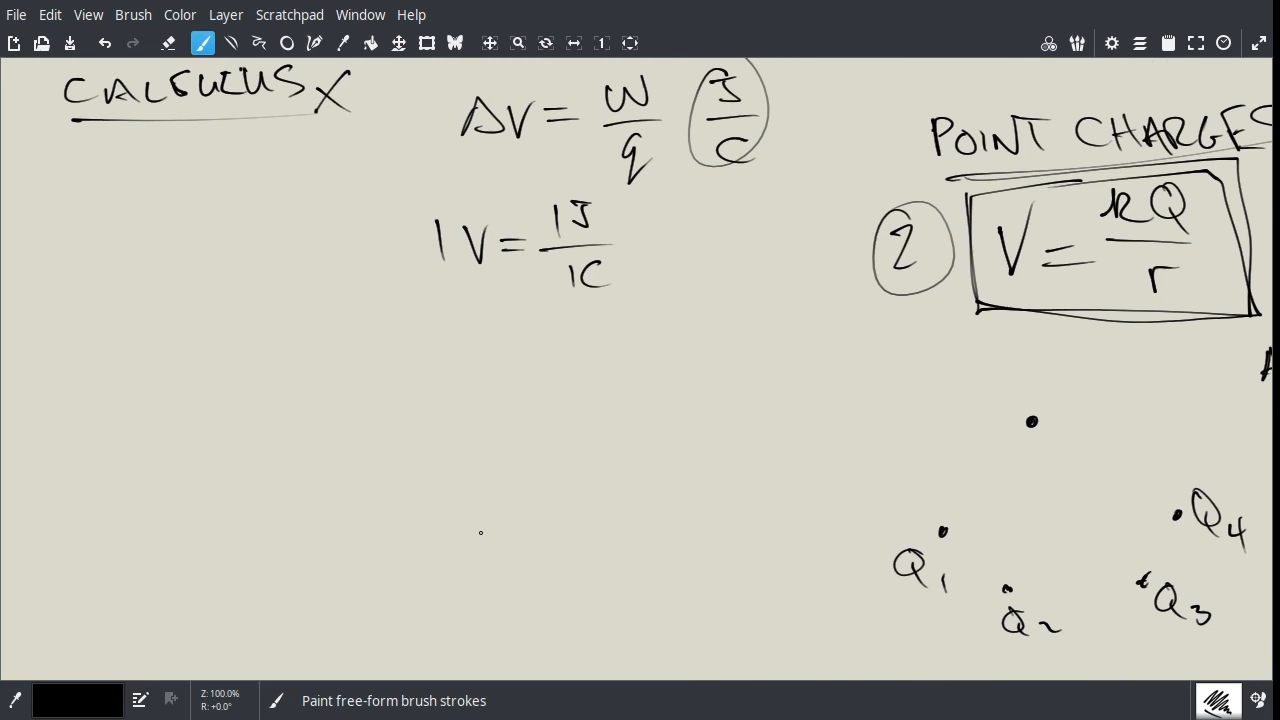 File Edit View Brush Color Layer Scratchpad Window Help
CALCULUS X
ΔV = W/q J/C
1V = 1J/1C
POINT CHARGES
2 V = kQ/r
Q4
Q1
Q3
Q2
Z: 100.0%
R: +0.0°
Paint free-form brush strokes